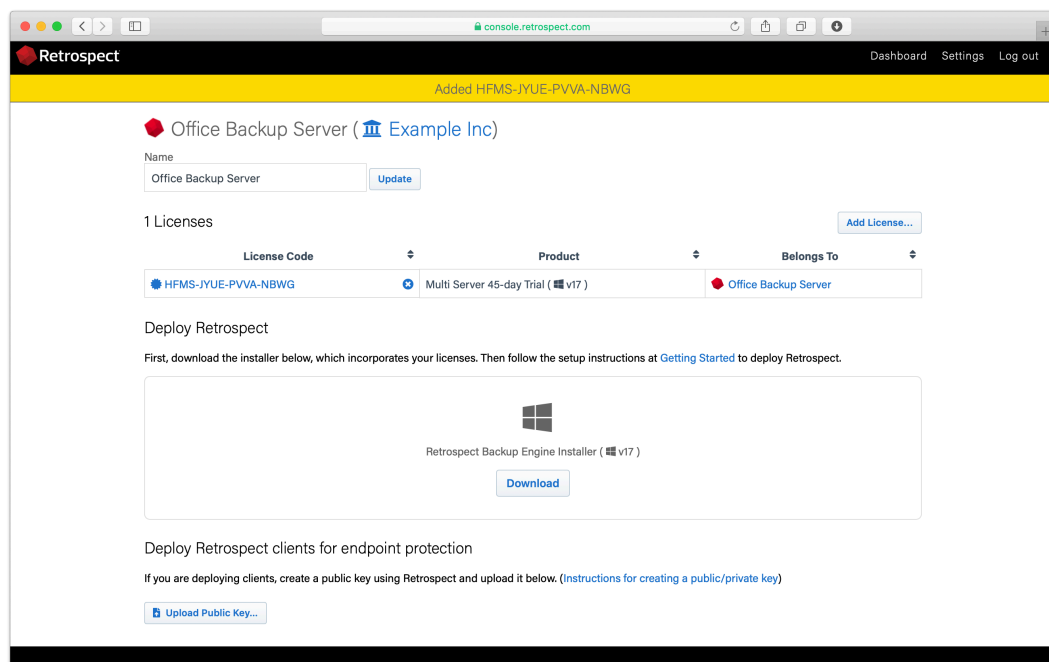 console.retrospect.com
Retrospect
Dashboard Settings Log out
Added HFMS-JYUE-PVVA-NBWG
Office Backup Server ( Example Inc)
Name
Office Backup Server Update
1 Licenses Add License...
License Code Product Belongs To
HFMS-JYUE-PVVA-NBWG Multi Server 45-day Trial ( v17 ) Office Backup Server
Deploy Retrospect
First, download the installer below, which incorporates your licenses. Then follow the setup instructions at Getting Started to deploy Retrospect.
Retrospect Backup Engine Installer ( v17 )
Download
Deploy Retrospect clients for endpoint protection
If you are deploying clients, create a public key using Retrospect and upload it below. (Instructions for creating a public/private key)
Upload Public Key...